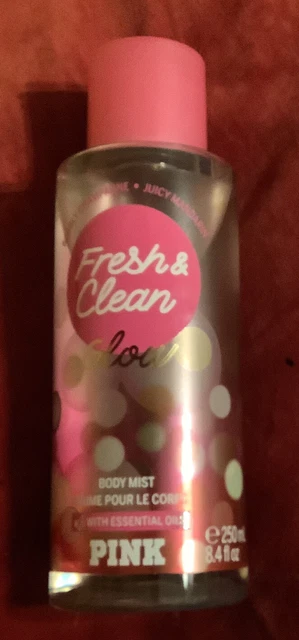 • JUICY MANDARIN
Fresh &
Clean
Glow
BODY MIST
POUR LE CORPS
WITH ESSENTIAL OILS
PINK
℮ 250 mL
8.4 fl oz